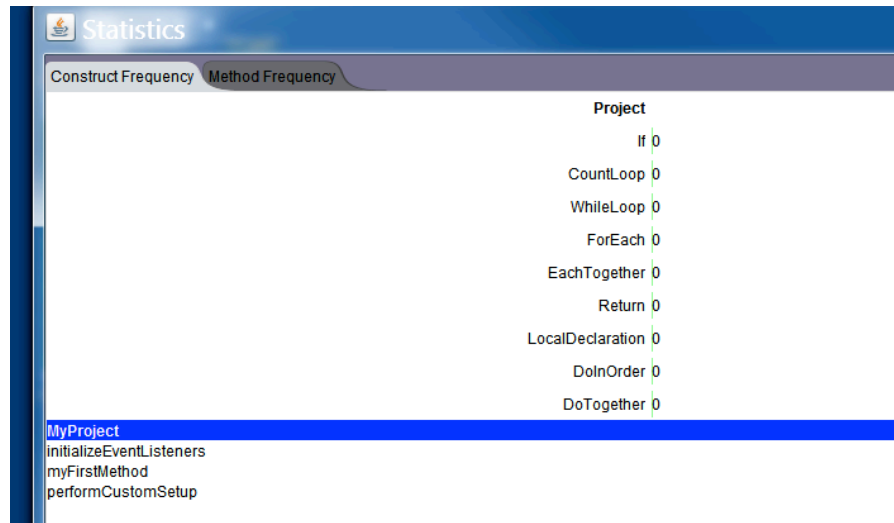 Statistics
Construct Frequency Method Frequency
Project
If 0
CountLoop 0
WhileLoop 0
ForEach 0
EachTogether 0
Return 0
LocalDeclaration 0
DoInOrder 0
DoTogether 0
MyProject
initializeEventListeners
myFirstMethod
performCustomSetup